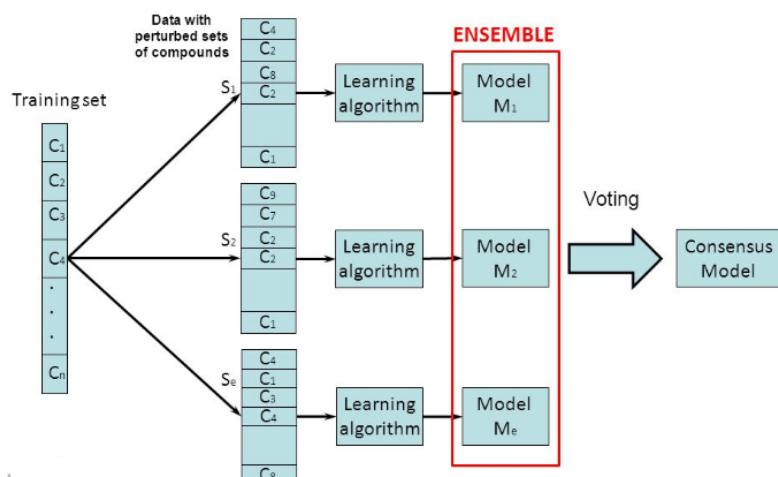 Data with
perturbed sets
of compounds
ENSEMBLE
Training set
C1
C2
C3
C4
.
.
.
.
Cn
S1
C4
C2
C8
C2
C1
Learning
algorithm
Model
M1
S2
C9
C7
C2
C2
C1
Learning
algorithm
Model
M2
Voting
Consensus
Model
Se
C4
C1
C3
C4
C8
Learning
algorithm
Model
Me